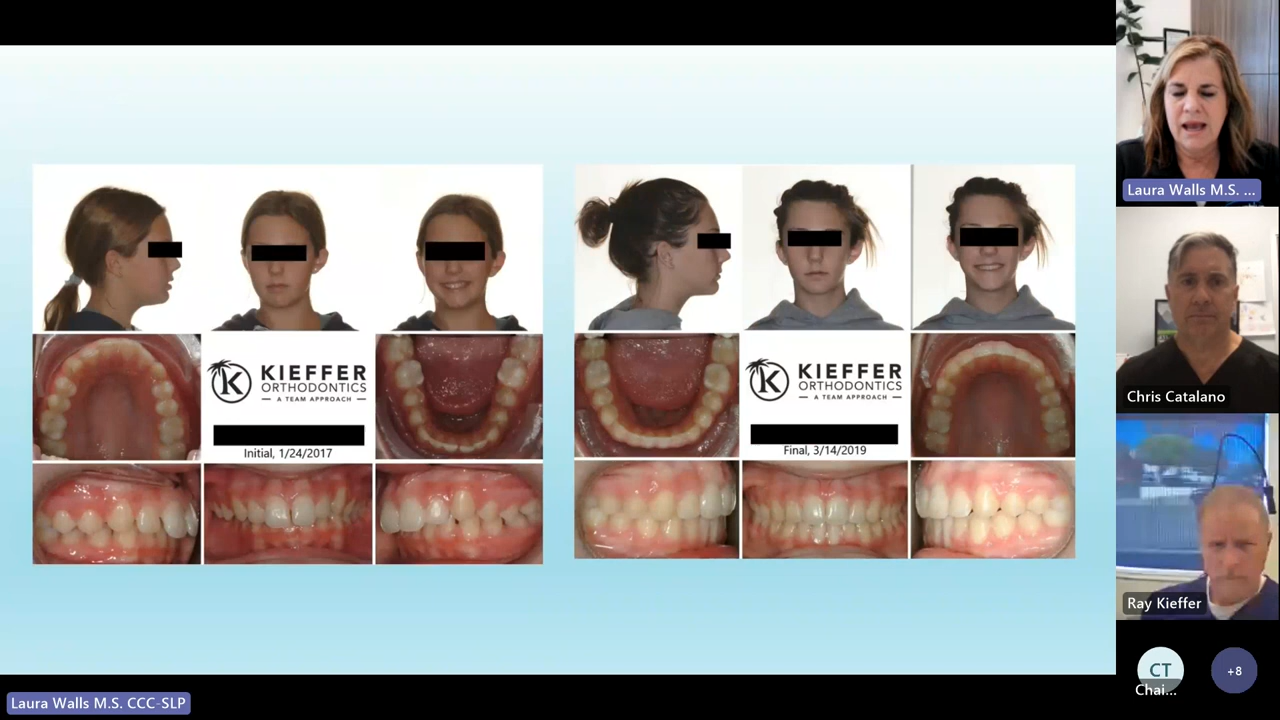 KIEFFER
ORTHODONTICS
— A TEAM APPROACH —
Initial, 1/24/2017
KIEFFER
ORTHODONTICS
— A TEAM APPROACH —
Final, 3/14/2019
Laura Walls M.S. ...
Chris Catalano
Ray Kieffer
CT
Chai...
+8
Laura Walls M.S. CCC-SLP